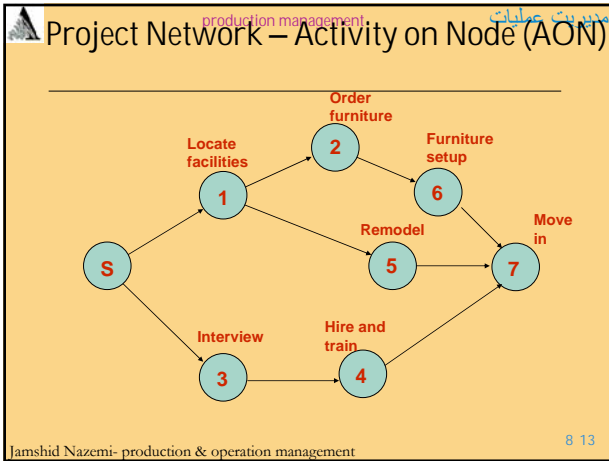 production management
مدیریت عملیات
Project Network – Activity on Node (AON)
Order
furniture
2
Locate
facilities
1
Furniture
setup
6
Remodel
5
Move
in
7
S
Interview
3
Hire and
train
4
8 13
Jamshid Nazemi- production & operation management